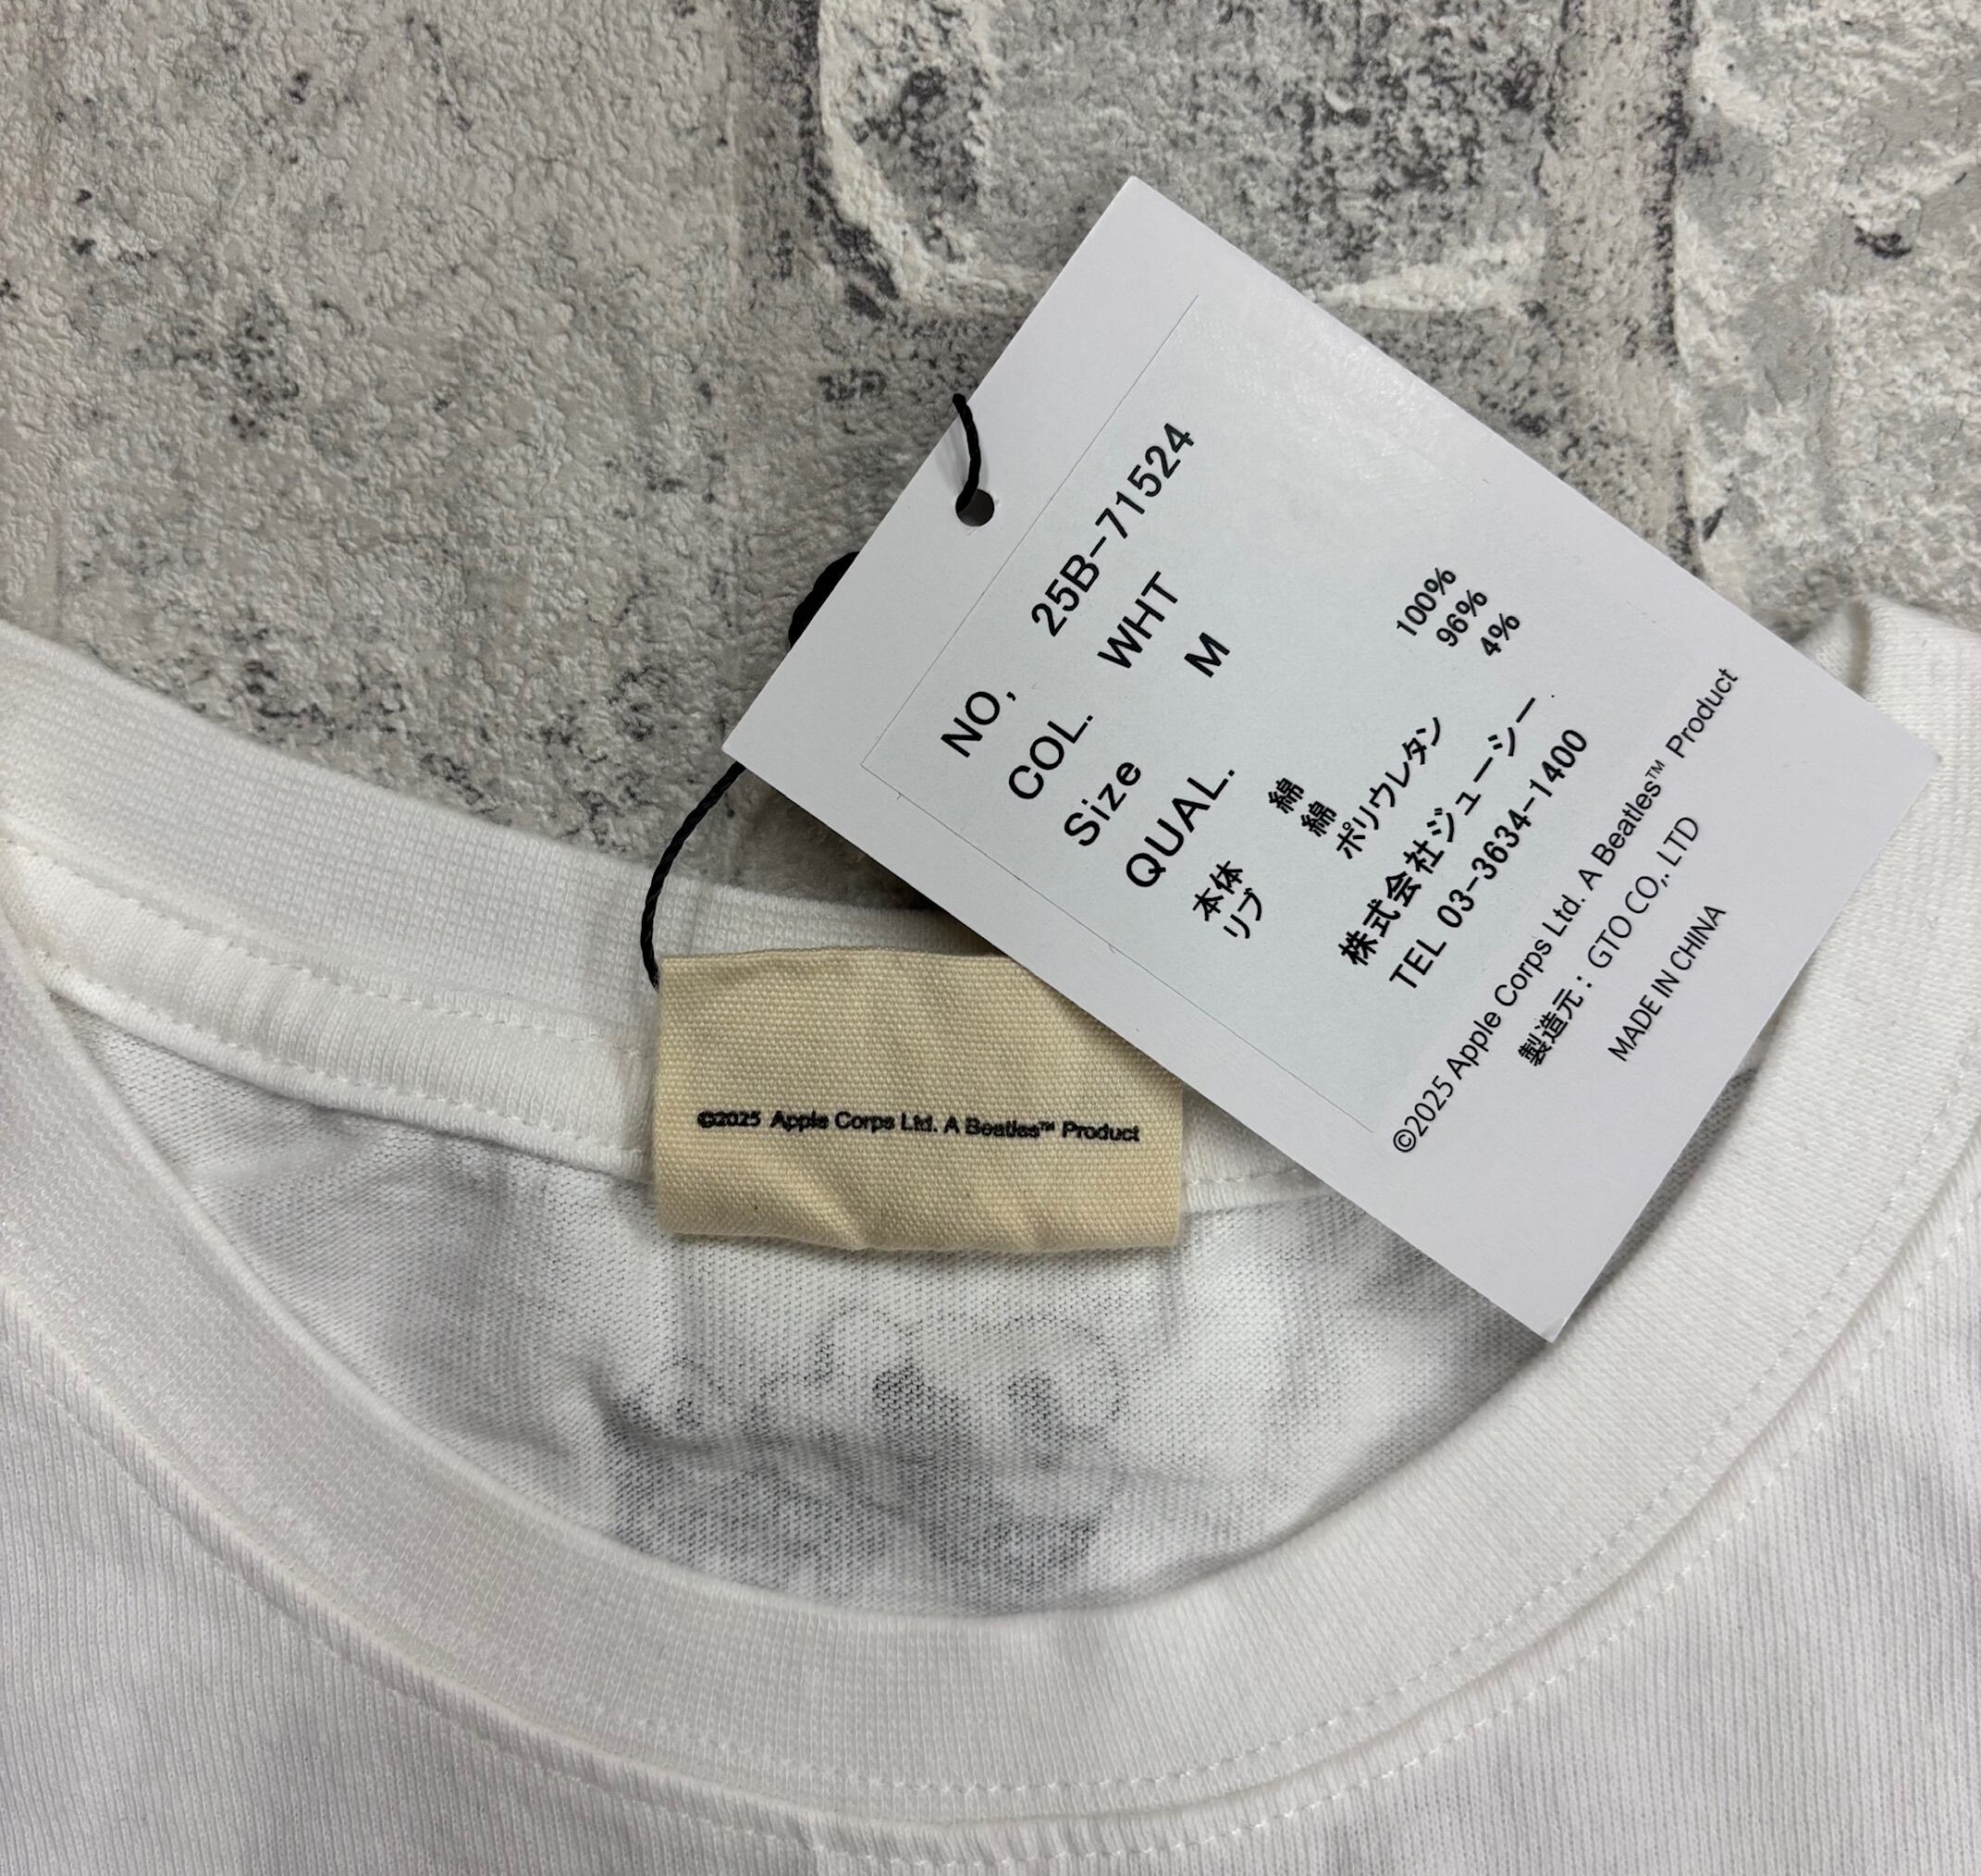 NO, 25B-71524
COL. WHT
Size M
QUAL.
本体 綿 100%
リブ 綿 96%
ポリウレタン 4%
株式会社ジューシー
TEL 03-3634-1400
©2025 Apple Corps Ltd. A Beatles™ Product
製造元：GTO CO,. LTD
MADE IN CHINA
©2025 Apple Corps Ltd. A Beatles™ Product